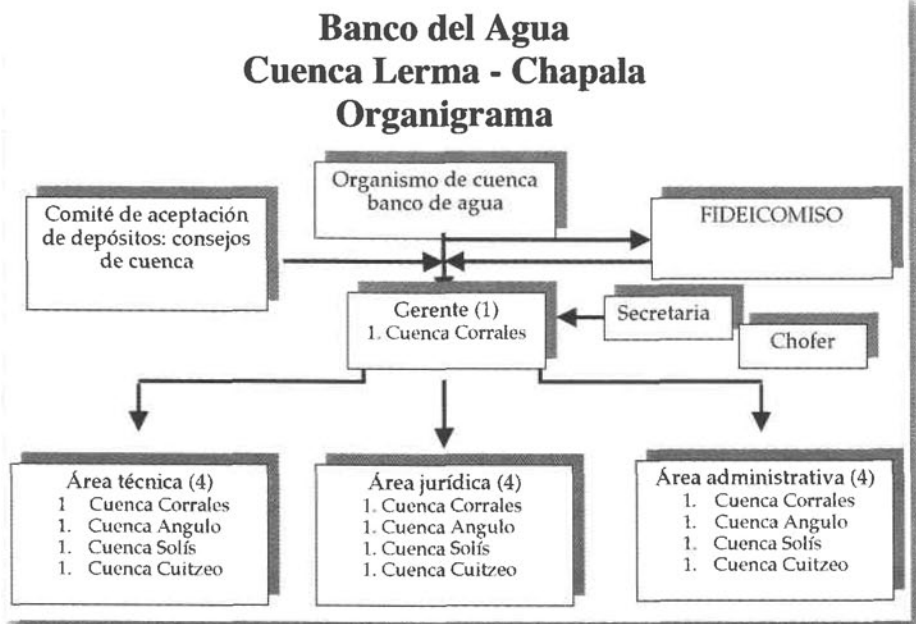 Banco del Agua
Cuenca Lerma - Chapala
Organigrama
Organismo de cuenca
banco de agua
Comité de aceptación
de depósitos: consejos
de cuenca
FIDEICOMISO
Gerente (1)
1. Cuenca Corrales
Secretaria
Chofer
Área técnica (4)
1 Cuenca Corrales
1. Cuenca Angulo
1. Cuenca Solís
1. Cuenca Cuitzeo
Área jurídica (4)
1. Cuenca Corrales
1. Cuenca Angulo
1. Cuenca Solís
1. Cuenca Cuitzeo
Área administrativa (4)
1. Cuenca Corrales
1. Cuenca Angulo
1. Cuenca Solís
1. Cuenca Cuitzeo